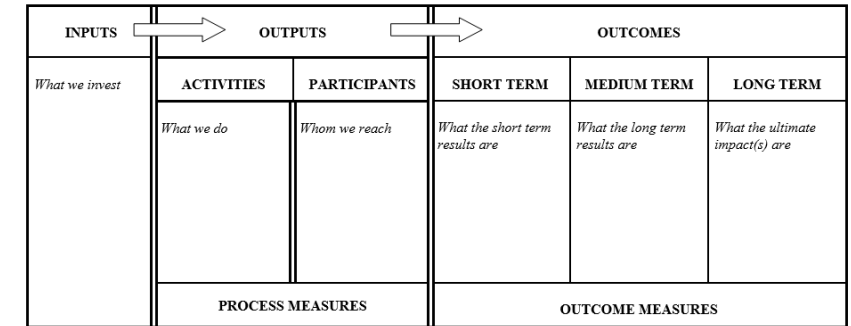 INPUTS
OUTPUTS
OUTCOMES
What we invest
ACTIVITIES
PARTICIPANTS
SHORT TERM
MEDIUM TERM
LONG TERM
What we do
Whom we reach
What the short term
results are
What the long term
results are
What the ultimate
impact(s) are
PROCESS MEASURES
OUTCOME MEASURES